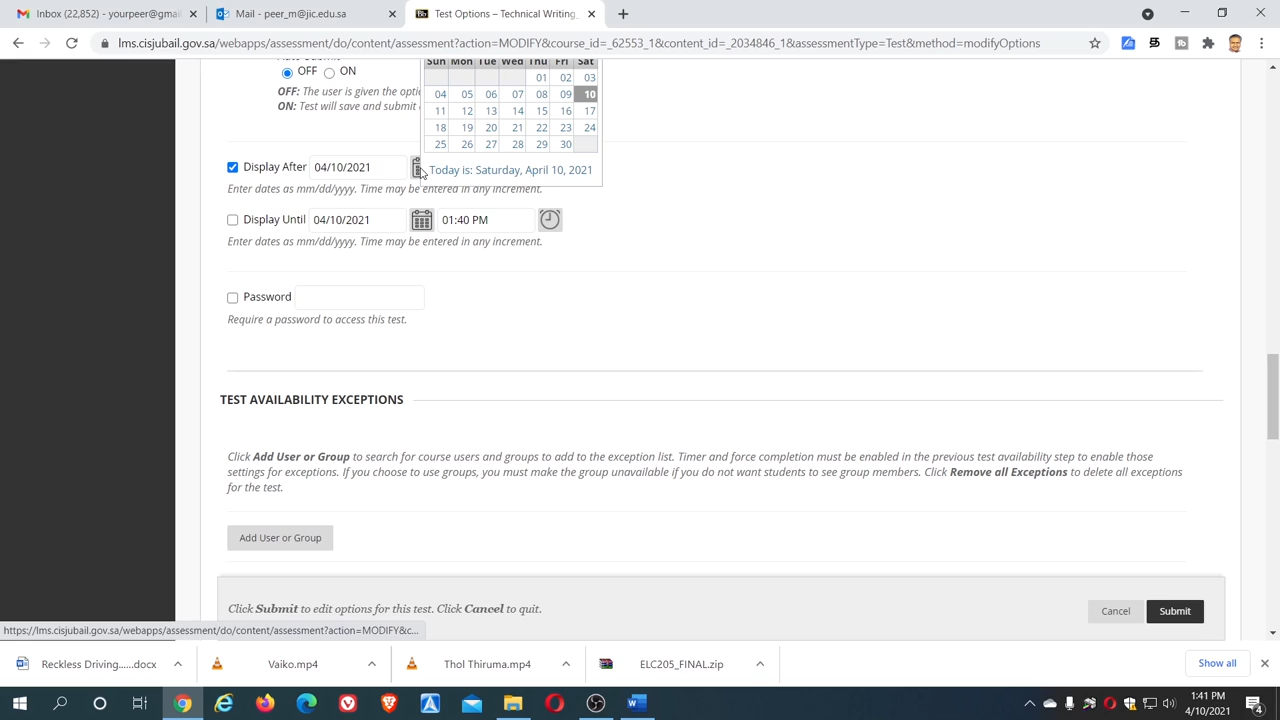 Inbox (22,852) - yourpeer@gmai
Mail - peer_m@jic.edu.sa
Test Options – Technical Writing_
lms.cisjubail.gov.sa/webapps/assessment/do/content/assessment?action=MODIFY&course_id=_62553_1&content_id=_2034846_1&assessmentType=Test&method=modifyOptions
Sun Mon Tue Wed Thu Fri Sat
OFF ON
01 02 03
OFF: The user is given the optic
04 05 06 07 08 09 10
ON: Test will save and submit
11 12 13 14 15 16 17
18 19 20 21 22 23 24
25 26 27 28 29 30
Display After 04/10/2021
Today is: Saturday, April 10, 2021
Enter dates as mm/dd/yyyy. Time may be entered in any increment.
Display Until 04/10/2021 01:40 PM
Enter dates as mm/dd/yyyy. Time may be entered in any increment.
Password
Require a password to access this test.
TEST AVAILABILITY EXCEPTIONS
Click Add User or Group to search for course users and groups to add to the exception list. Timer and force completion must be enabled in the previous test availability step to enable those
settings for exceptions. If you choose to use groups, you must make the group unavailable if you do not want students to see group members. Click Remove all Exceptions to delete all exceptions
for the test.
Add User or Group
Click Submit to edit options for this test. Click Cancel to quit.
Cancel Submit
https://lms.cisjubail.gov.sa/webapps/assessment/do/content/assessment?action=MODIFY&c...
Reckless Driving......docx
Vaiko.mp4
Thol Thiruma.mp4
ELC205_FINAL.zip
Show all
1:41 PM
4/10/2021
4